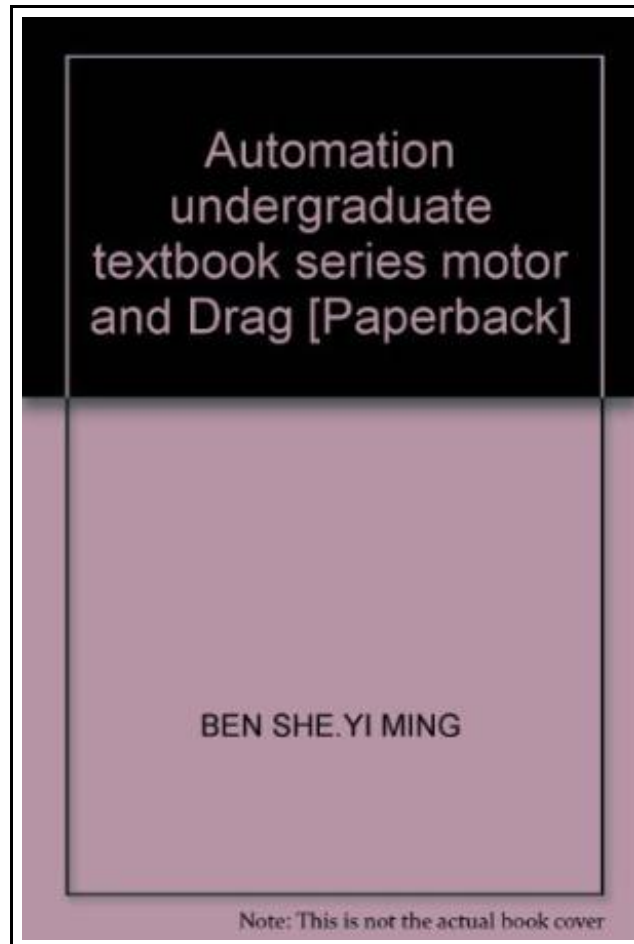 Automation
undergraduate
textbook series motor
and Drag [Paperback]
BEN SHE.YI MING
Note: This is not the actual book cover